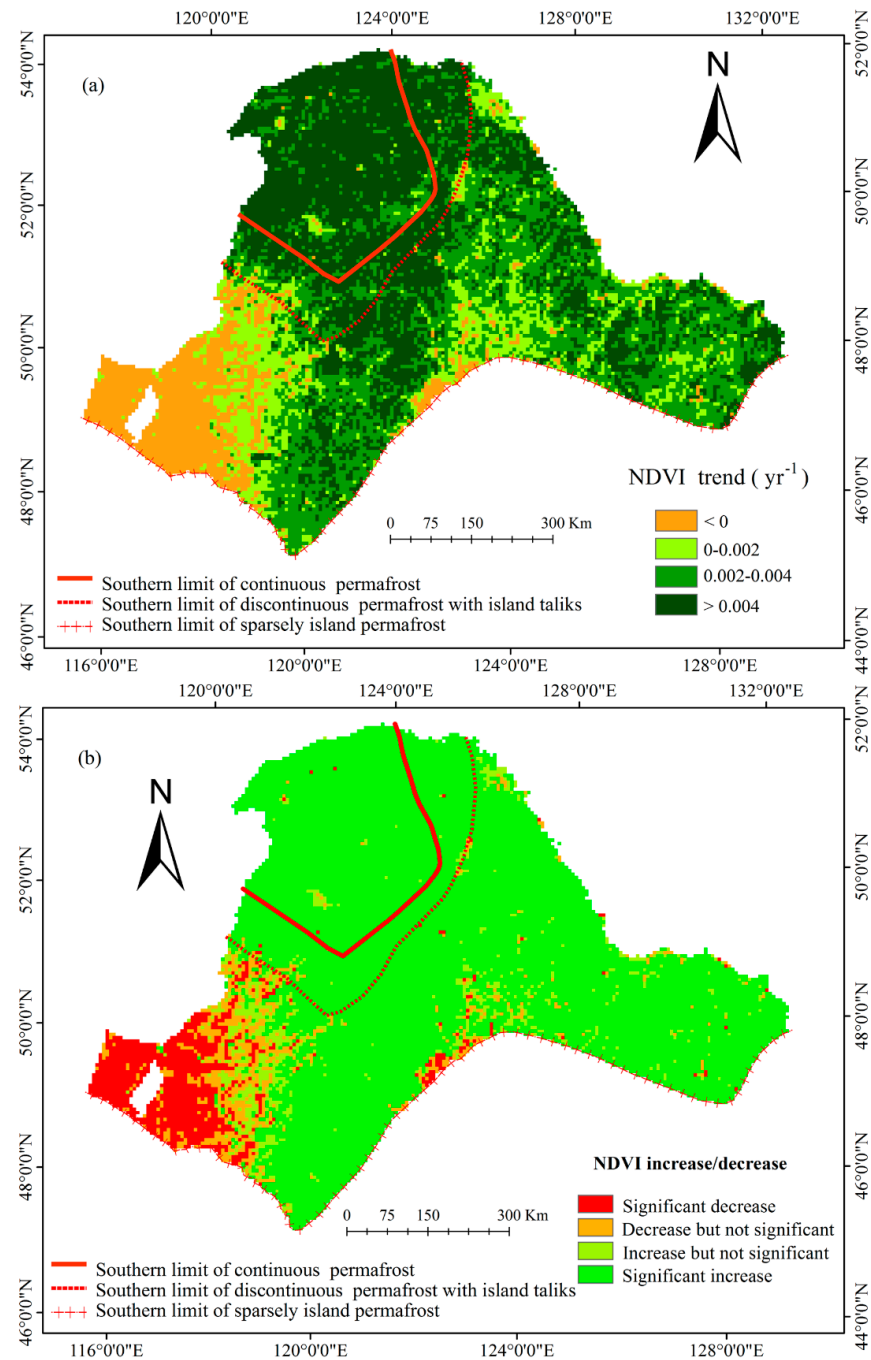 120°0'0"E 124°0'0"E 128°0'0"E 132°0'0"E
(a)
N
54°0'0"N
52°0'0"N
50°0'0"N
48°0'0"N
46°0'0"N
52°0'0"N
50°0'0"N
48°0'0"N
46°0'0"N
44°0'0"N
NDVI trend ( yr-1)
< 0
0-0.002
0.002-0.004
> 0.004
0 75 150 300 Km
Southern limit of continuous permafrost
Southern limit of discontinuous permafrost with island taliks
Southern limit of sparsely island permafrost
116°0'0"E 120°0'0"E 124°0'0"E 128°0'0"E
120°0'0"E 124°0'0"E 128°0'0"E 132°0'0"E
(b)
N
54°0'0"N
52°0'0"N
50°0'0"N
48°0'0"N
46°0'0"N
52°0'0"N
50°0'0"N
48°0'0"N
46°0'0"N
44°0'0"N
NDVI increase/decrease
Significant decrease
Decrease but not significant
Increase but not significant
Significant increase
0 75 150 300 Km
Southern limit of continuous permafrost
Southern limit of discontinuous permafrost with island taliks
Southern limit of sparsely island permafrost
116°0'0"E 120°0'0"E 124°0'0"E 128°0'0"E